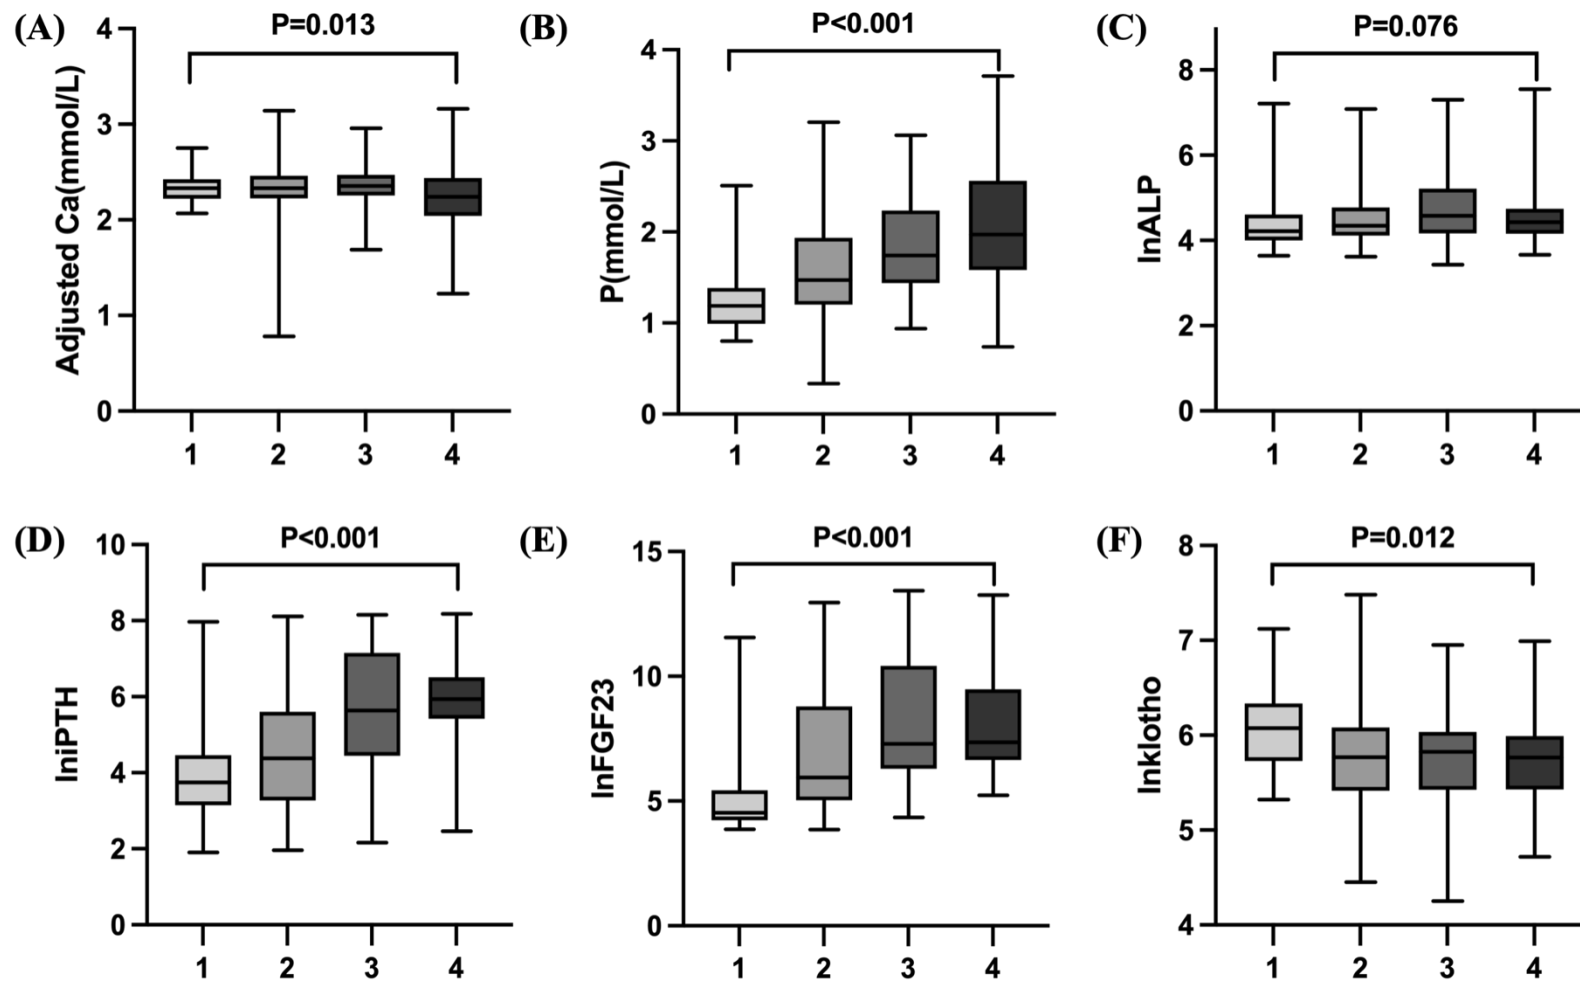 (A)
P=0.013
Adjusted Ca(mmol/L)
4
3
2
1
0
1 2 3 4
(B)
P<0.001
P(mmol/L)
4
3
2
1
0
1 2 3 4
(C)
P=0.076
lnALP
8
6
4
2
0
1 2 3 4
(D)
P<0.001
lniPTH
10
8
6
4
2
0
1 2 3 4
(E)
P<0.001
lnFGF23
15
10
5
0
1 2 3 4
(F)
P=0.012
lnklotho
8
7
6
5
4
1 2 3 4